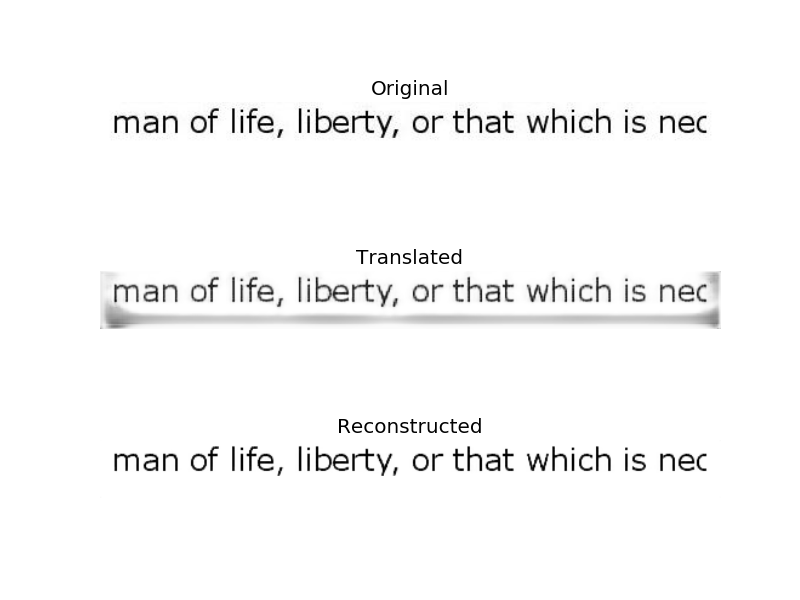 Original
man of life, liberty, or that which is nec
Translated
man of life, liberty, or that which is nec
Reconstructed
man of life, liberty, or that which is nec